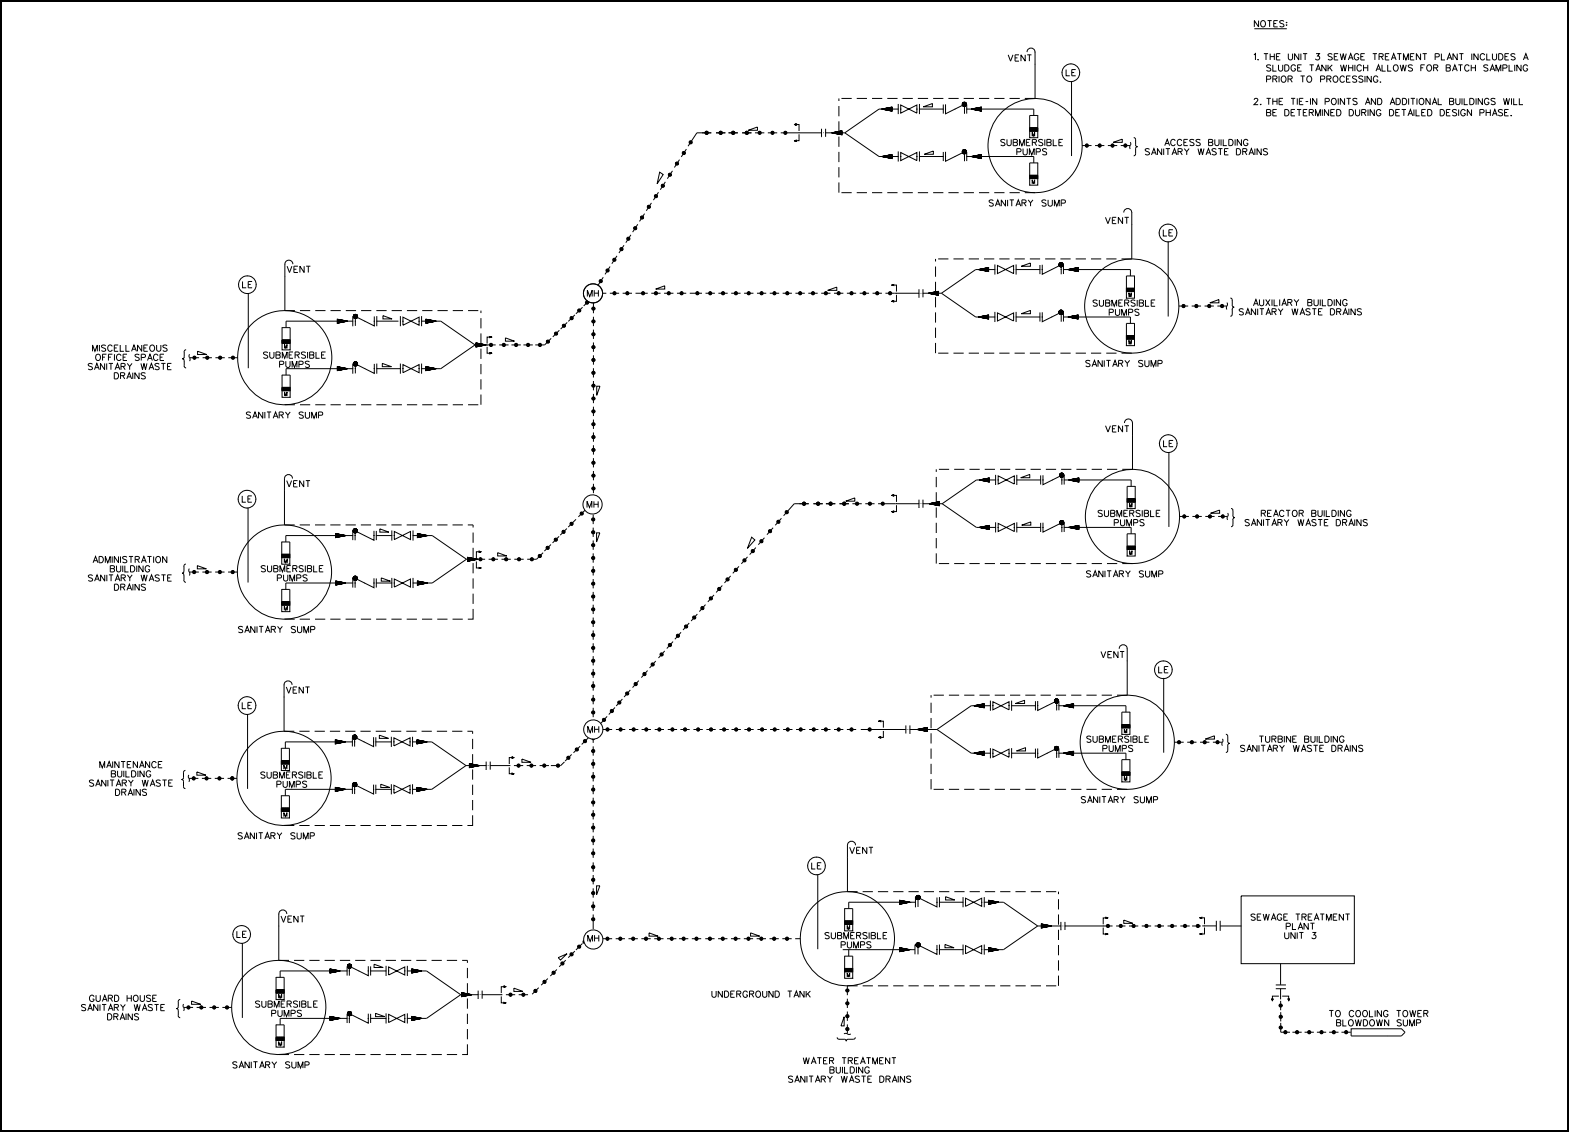 NOTES:
1. THE UNIT 3 SEWAGE TREATMENT PLANT INCLUDES A
SLUDGE TANK WHICH ALLOWS FOR BATCH SAMPLING
PRIOR TO PROCESSING.
2. THE TIE-IN POINTS AND ADDITIONAL BUILDINGS WILL
BE DETERMINED DURING DETAILED DESIGN PHASE.
VENT
LE
SUBMERSIBLE
PUMPS
M
M
SANITARY SUMP
ACCESS BUILDING
SANITARY WASTE DRAINS
VENT
LE
SUBMERSIBLE
PUMPS
M
M
SANITARY SUMP
AUXILIARY BUILDING
SANITARY WASTE DRAINS
MH
LE
VENT
MISCELLANEOUS
OFFICE SPACE
SANITARY WASTE
DRAINS
SUBMERSIBLE
PUMPS
M
M
SANITARY SUMP
VENT
LE
SUBMERSIBLE
PUMPS
M
M
SANITARY SUMP
REACTOR BUILDING
SANITARY WASTE DRAINS
MH
LE
VENT
ADMINISTRATION
BUILDING
SANITARY WASTE
DRAINS
SUBMERSIBLE
PUMPS
M
M
SANITARY SUMP
VENT
LE
SUBMERSIBLE
PUMPS
M
M
SANITARY SUMP
TURBINE BUILDING
SANITARY WASTE DRAINS
MH
LE
VENT
MAINTENANCE
BUILDING
SANITARY WASTE
DRAINS
SUBMERSIBLE
PUMPS
M
M
SANITARY SUMP
LE
VENT
SUBMERSIBLE
PUMPS
M
M
UNDERGROUND TANK
WATER TREATMENT
BUILDING
SANITARY WASTE DRAINS
MH
LE
VENT
GUARD HOUSE
SANITARY WASTE
DRAINS
SUBMERSIBLE
PUMPS
M
M
SANITARY SUMP
SEWAGE TREATMENT
PLANT
UNIT 3
TO COOLING TOWER
BLOWDOWN SUMP